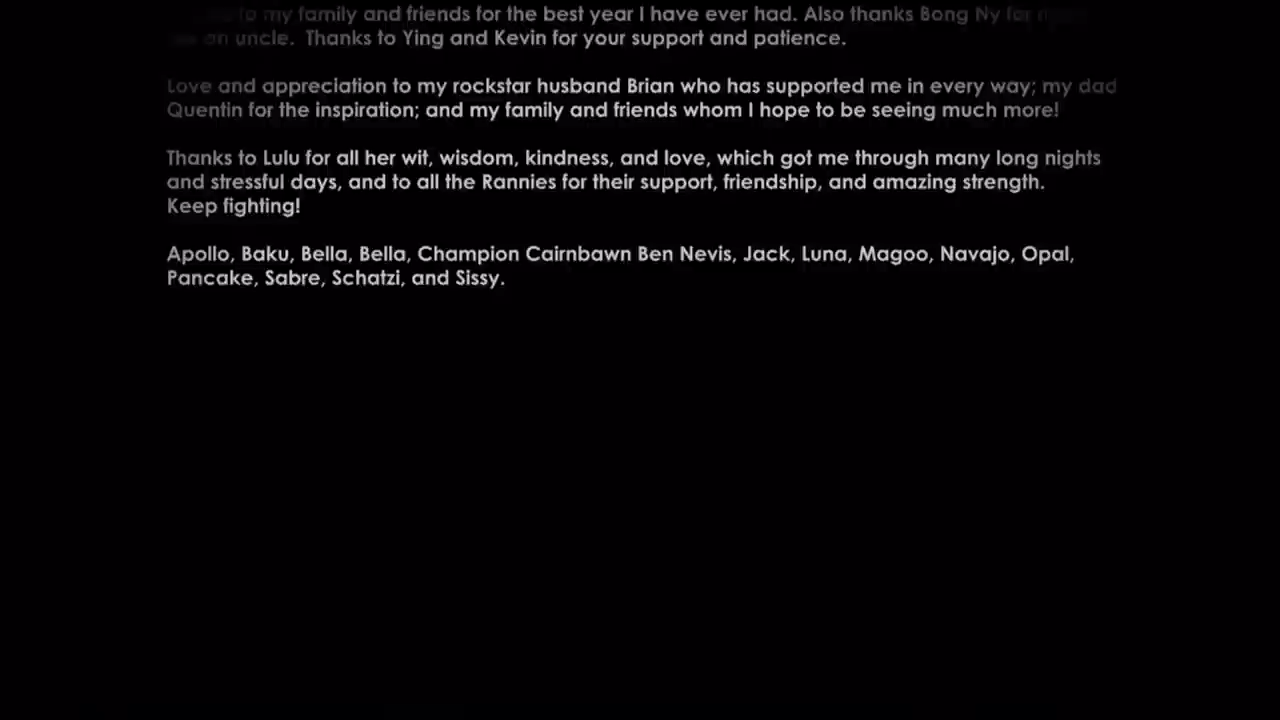 to my family and friends for the best year I have ever had. Also thanks Bong Ny for
an uncle. Thanks to Ying and Kevin for your support and patience.
Love and appreciation to my rockstar husband Brian who has supported me in every way; my dad
Quentin for the inspiration; and my family and friends whom I hope to be seeing much more!
Thanks to Lulu for all her wit, wisdom, kindness, and love, which got me through many long nights
and stressful days, and to all the Rannies for their support, friendship, and amazing strength.
Keep fighting!
Apollo, Baku, Bella, Bella, Champion Cairnbawn Ben Nevis, Jack, Luna, Magoo, Navajo, Opal,
Pancake, Sabre, Schatzi, and Sissy.